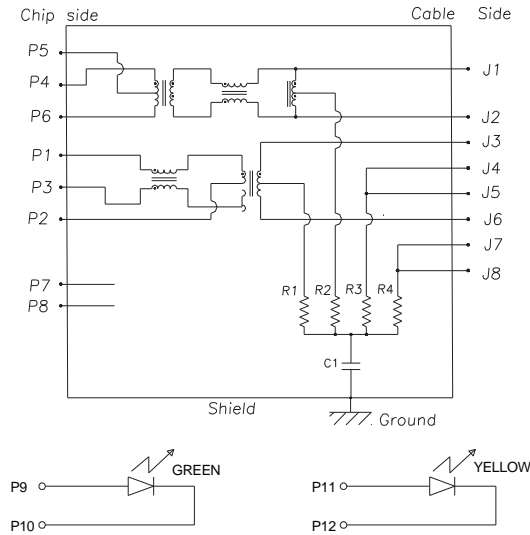 Chip side Cable Side
P5
P4
P6
P1
P3
P2
P7
P8
J1
J2
J3
J4
J5
J6
J7
J8
R1 R2 R3 R4
C1
Shield
Ground
GREEN
P9
P10
YELLOW
P11
P12